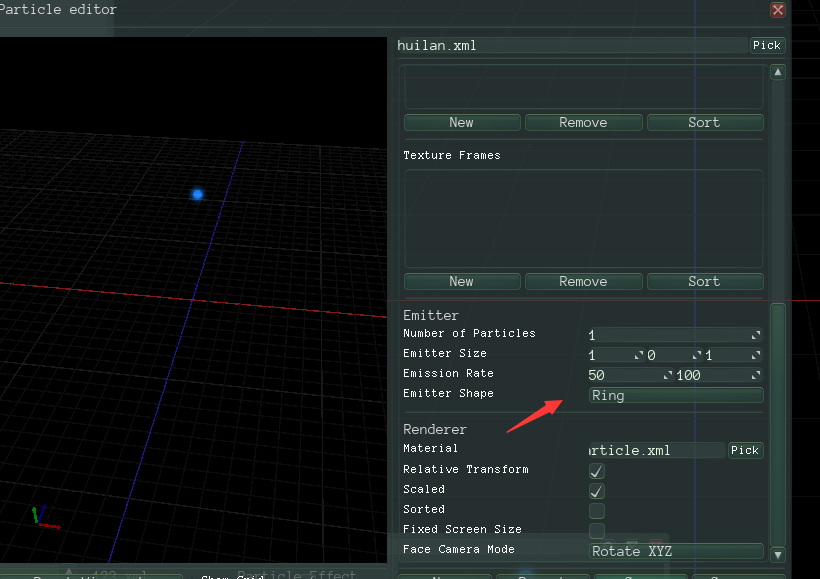 Particle editor
huilan.xml Pick
New Remove Sort
Texture Frames
New Remove Sort
Emitter
Number of Particles 1
Emitter Size 1 0 1
Emission Rate 50 100
Emitter Shape Ring
Renderer
Material article.xml Pick
Relative Transform
Scaled
Sorted
Fixed Screen Size
Face Camera Mode Rotate XYZ
Show Grid Particle Effect